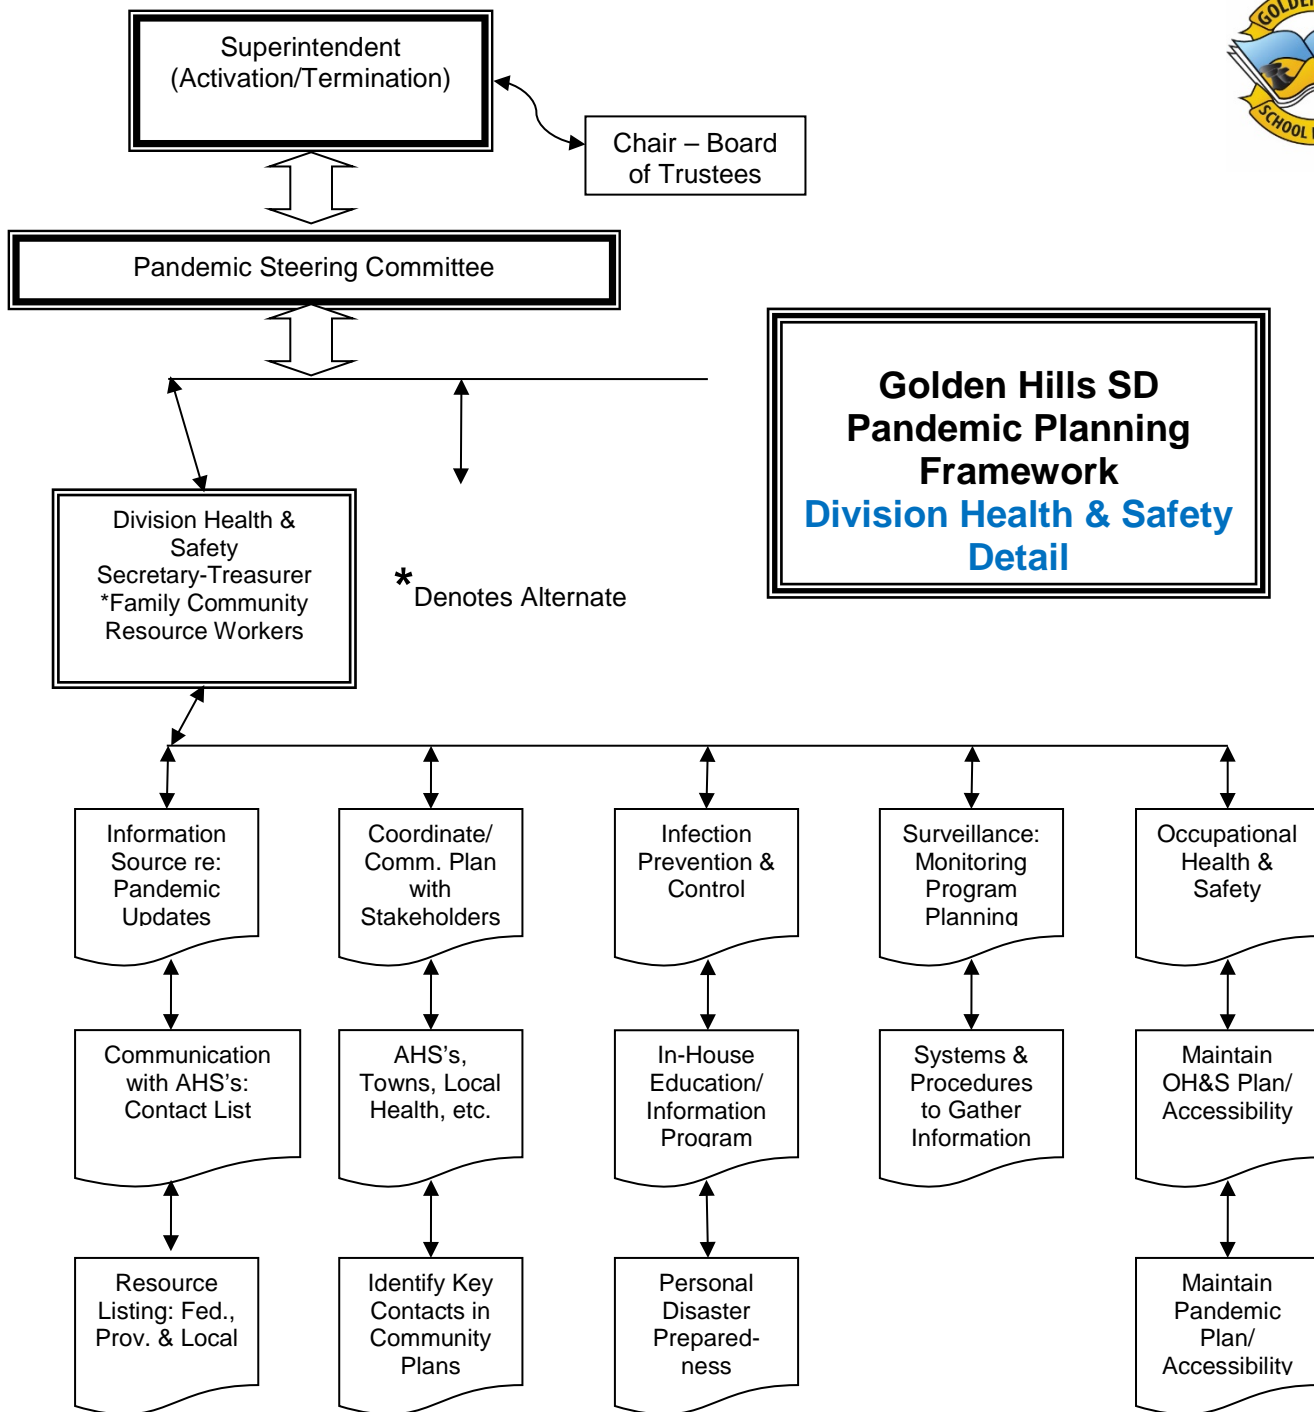 GOLDEN
SCHOOL
Superintendent
(Activation/Termination)
Chair – Board
of Trustees
Pandemic Steering Committee
Golden Hills SD
Pandemic Planning
Framework
Division Health & Safety
Detail
Division Health &
Safety
Secretary-Treasurer
*Family Community
Resource Workers
*Denotes Alternate
Information
Source re:
Pandemic
Updates
Coordinate/
Comm. Plan
with
Stakeholders
Infection
Prevention &
Control
Surveillance:
Monitoring
Program
Planning
Occupational
Health &
Safety
Communication
with AHS's:
Contact List
AHS's,
Towns, Local
Health, etc.
In-House
Education/
Information
Program
Systems &
Procedures
to Gather
Information
Maintain
OH&S Plan/
Accessibility
Resource
Listing: Fed.,
Prov. & Local
Identify Key
Contacts in
Community
Plans
Personal
Disaster
Prepared-
ness
Maintain
Pandemic
Plan/
Accessibility